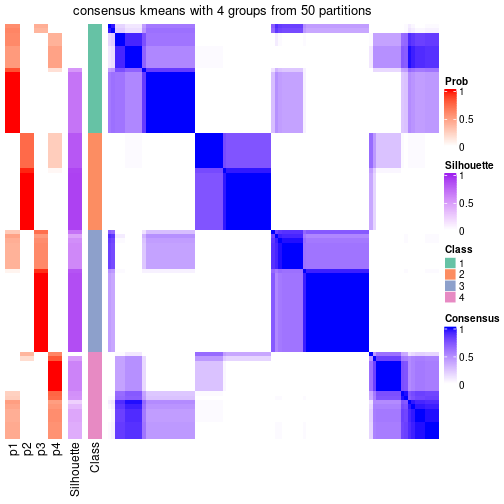 consensus kmeans with 4 groups from 50 partitions
Prob
1
0.5
0
Silhouette
1
0.5
0
Class
1
2
3
4
Consensus
1
0.5
0
p1
p2
p3
p4
Silhouette
Class